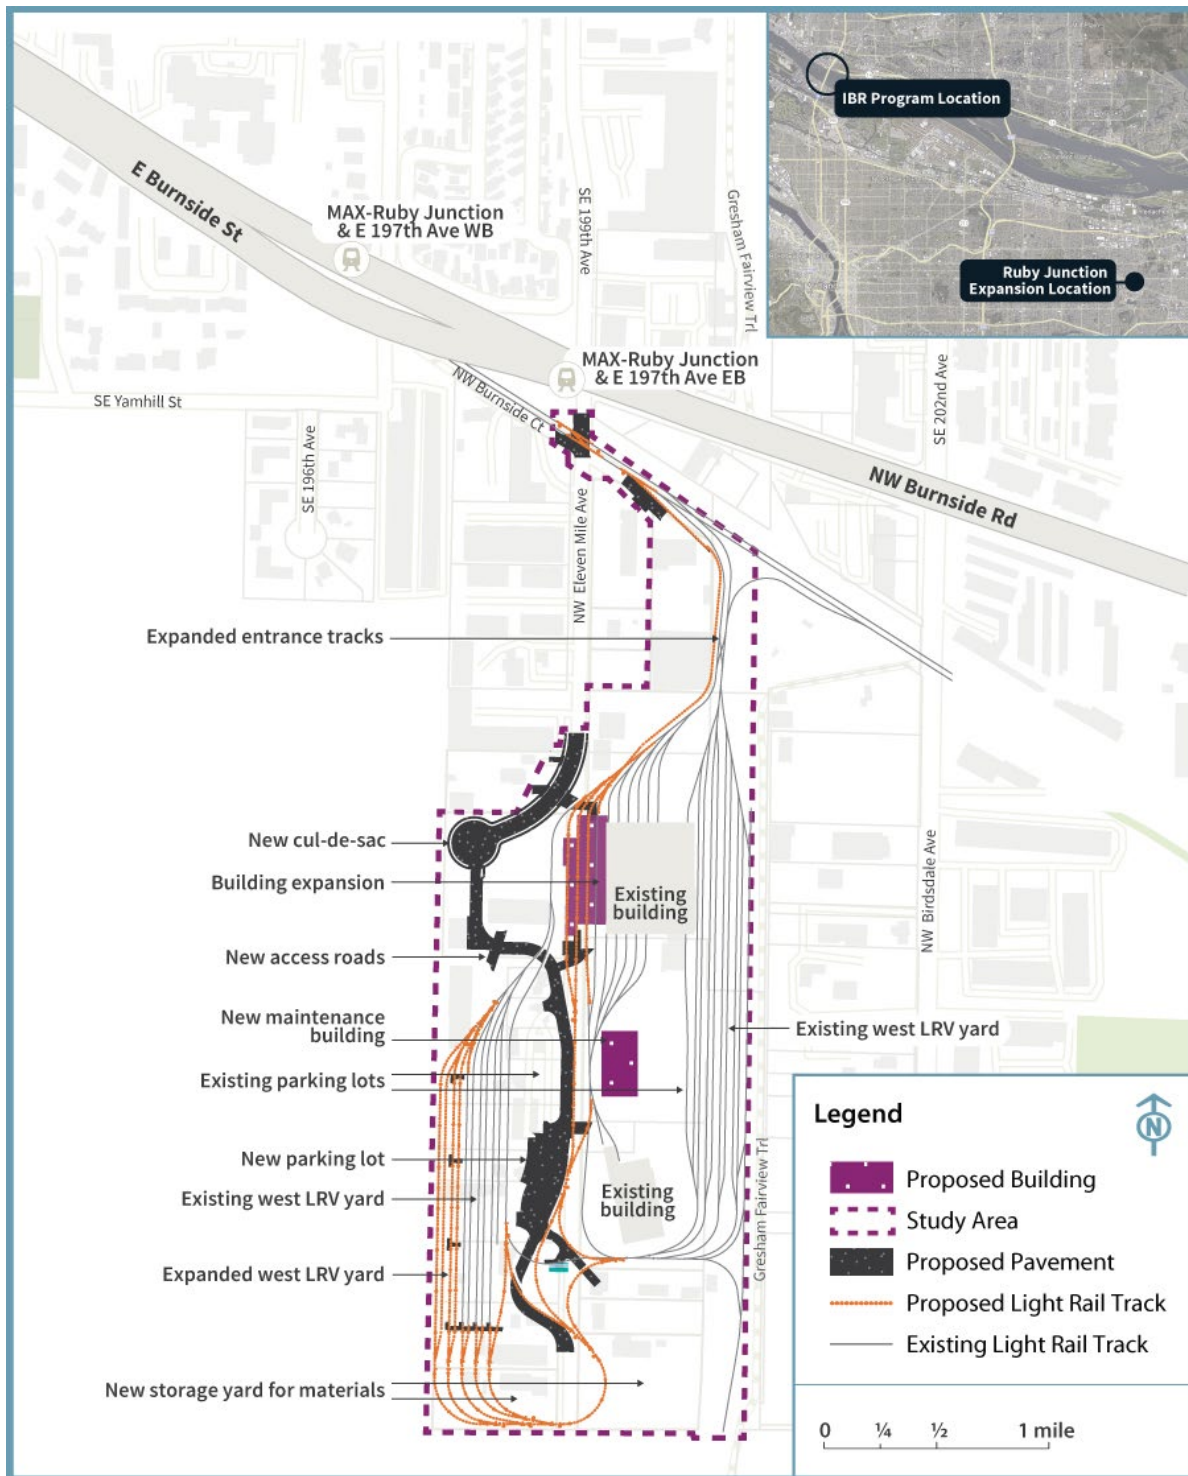 IBR Program Location
Ruby Junction
Expansion Location
E Burnside St
MAX-Ruby Junction
& E 197th Ave WB
SE 199th Ave
Gresham Fairview Trl
MAX-Ruby Junction
& E 197th Ave EB
NW Burnside Ct
SE Yamhill St
SE 196th Ave
SE 202nd Ave
NW Burnside Rd
NW Eleven Mile Ave
Expanded entrance tracks
New cul-de-sac
Building expansion
Existing
building
NW Birdsdale Ave
New access roads
New maintenance
building
Existing west LRV yard
Existing parking lots
New parking lot
Existing
building
Existing west LRV yard
Gresham Fairview Trl
Expanded west LRV yard
New storage yard for materials
Legend
N
Proposed Building
Study Area
Proposed Pavement
Proposed Light Rail Track
Existing Light Rail Track
0 ¼ ½ 1 mile